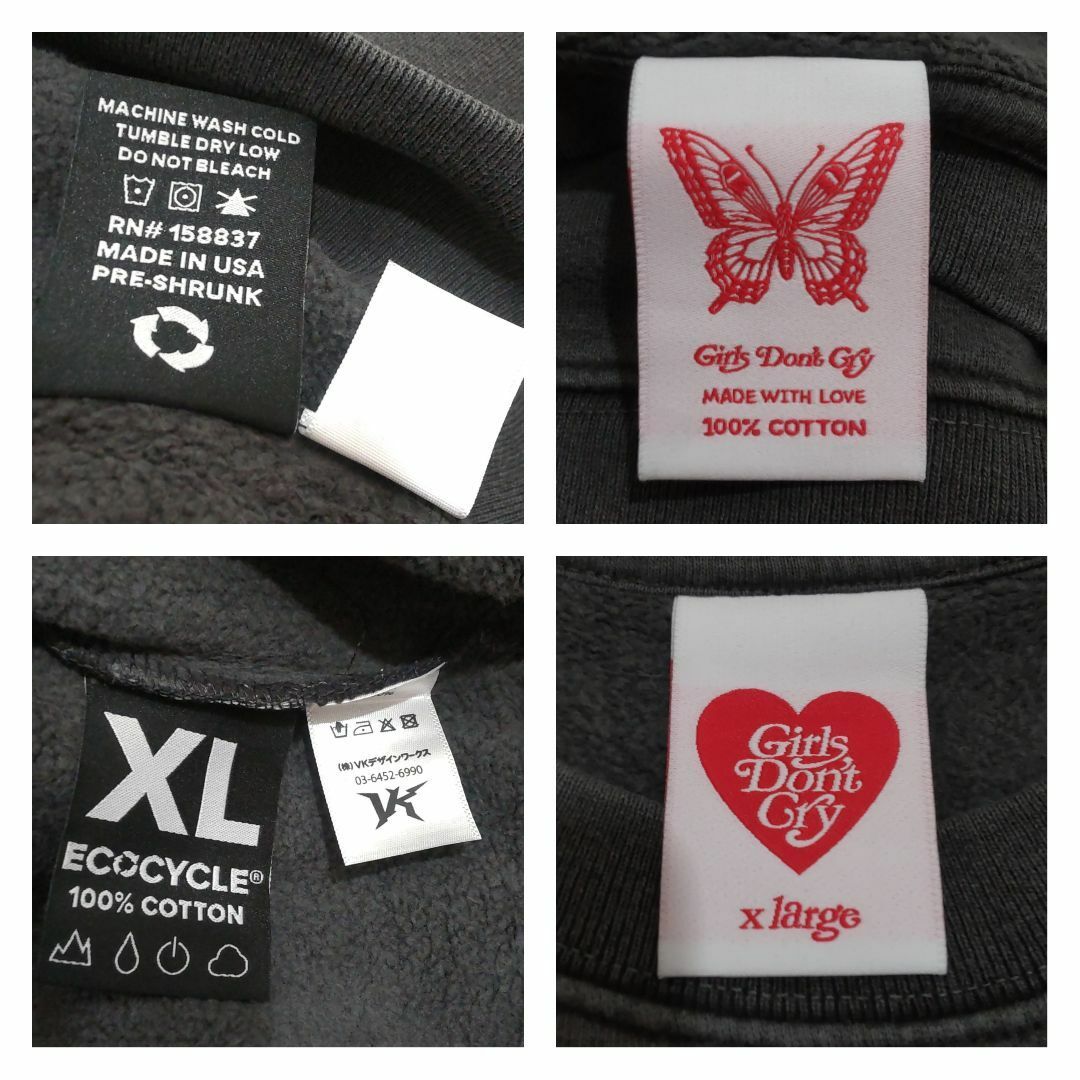 MACHINE WASH COLD
TUMBLE DRY LOW
DO NOT BLEACH
RN# 158837
MADE IN USA
PRE-SHRUNK
Girls Don't Cry
MADE WITH LOVE
100% COTTON
XL
ECOCYCLE®
100% COTTON
(株)VKデザインワークス
03-6452-6990
VK
Girls
Don't
Cry
x large